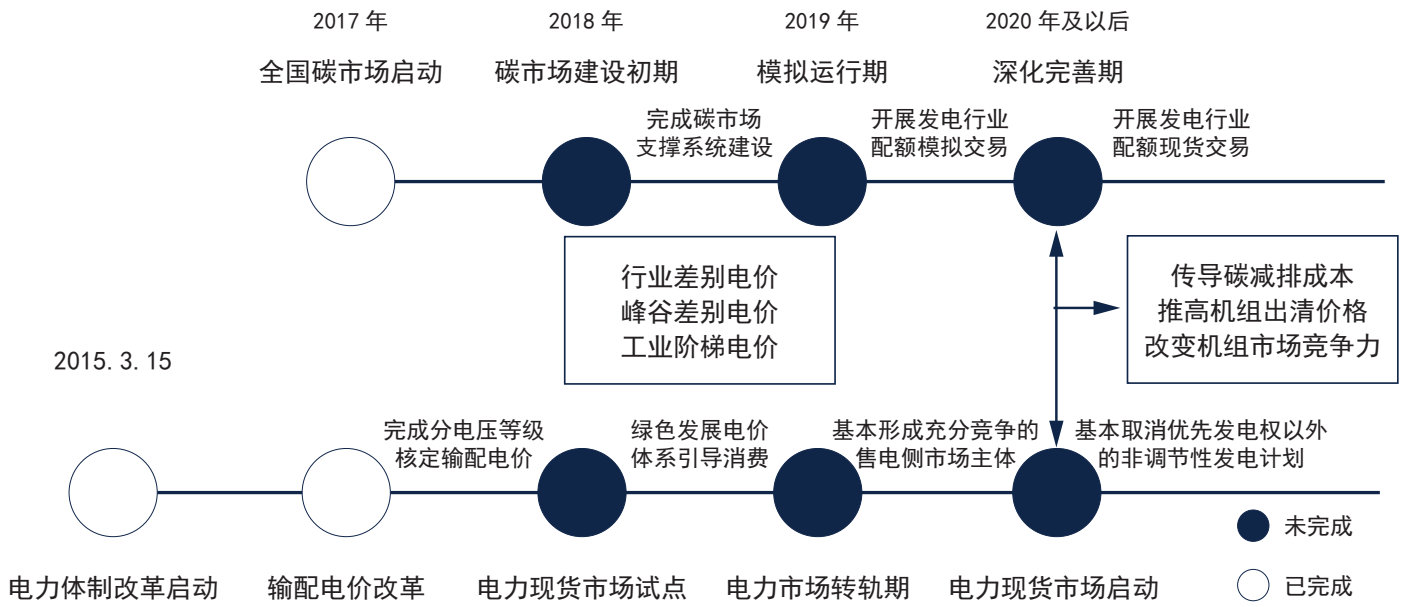 2017 年
2018 年
2019 年
2020 年及以后
全国碳市场启动
碳市场建设初期
模拟运行期
深化完善期
完成碳市场
支撑系统建设
开展发电行业
配额模拟交易
开展发电行业
配额现货交易
行业差别电价
峰谷差别电价
工业阶梯电价
传导碳减排成本
推高机组出清价格
改变机组市场竞争力
2015.3.15
完成分电压等级
核定输配电价
绿色发展电价
体系引导消费
基本形成充分竞争的
售电侧市场主体
基本取消优先发电权以外
的非调节性发电计划
未完成
已完成
电力体制改革启动
输配电价改革
电力现货市场试点
电力市场转轨期
电力现货市场启动